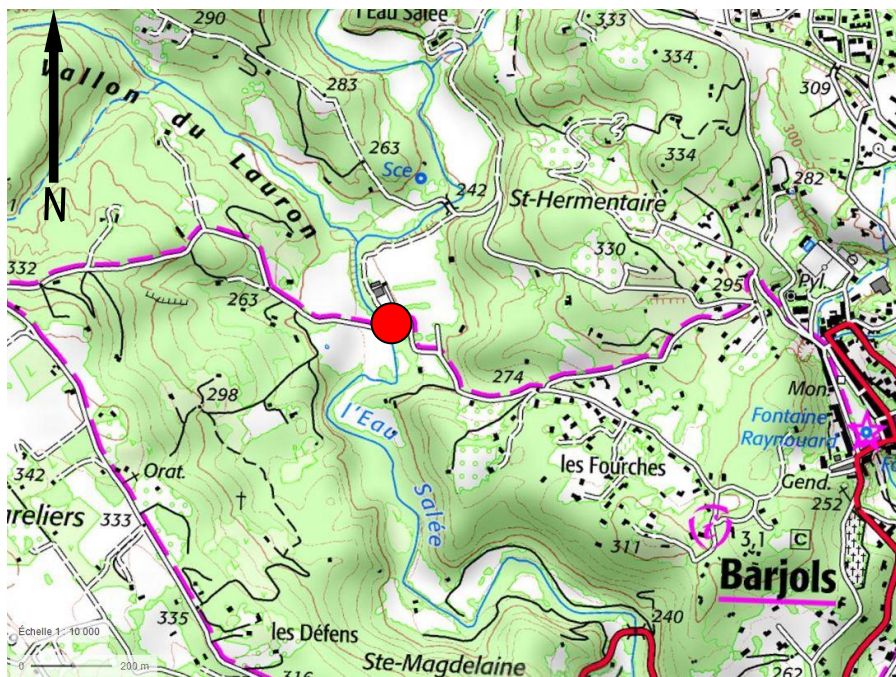 290
l'Eau Salée
333
334
309
Vallon
du
Lauron
283
263
Sce
242
334
St-Hermentaire
282
N
332
263
330
295
Pyl.
274
298
Mon.
Fontaine
Raynouard
l'Eau
Salée
les Fourches
Gend.
252
342
Orat.
333
311
3,1
C
Barjols
335
les Défens
240
Échelle 1 : 10 000
200 m
Ste-Magdelaine
316
262
300